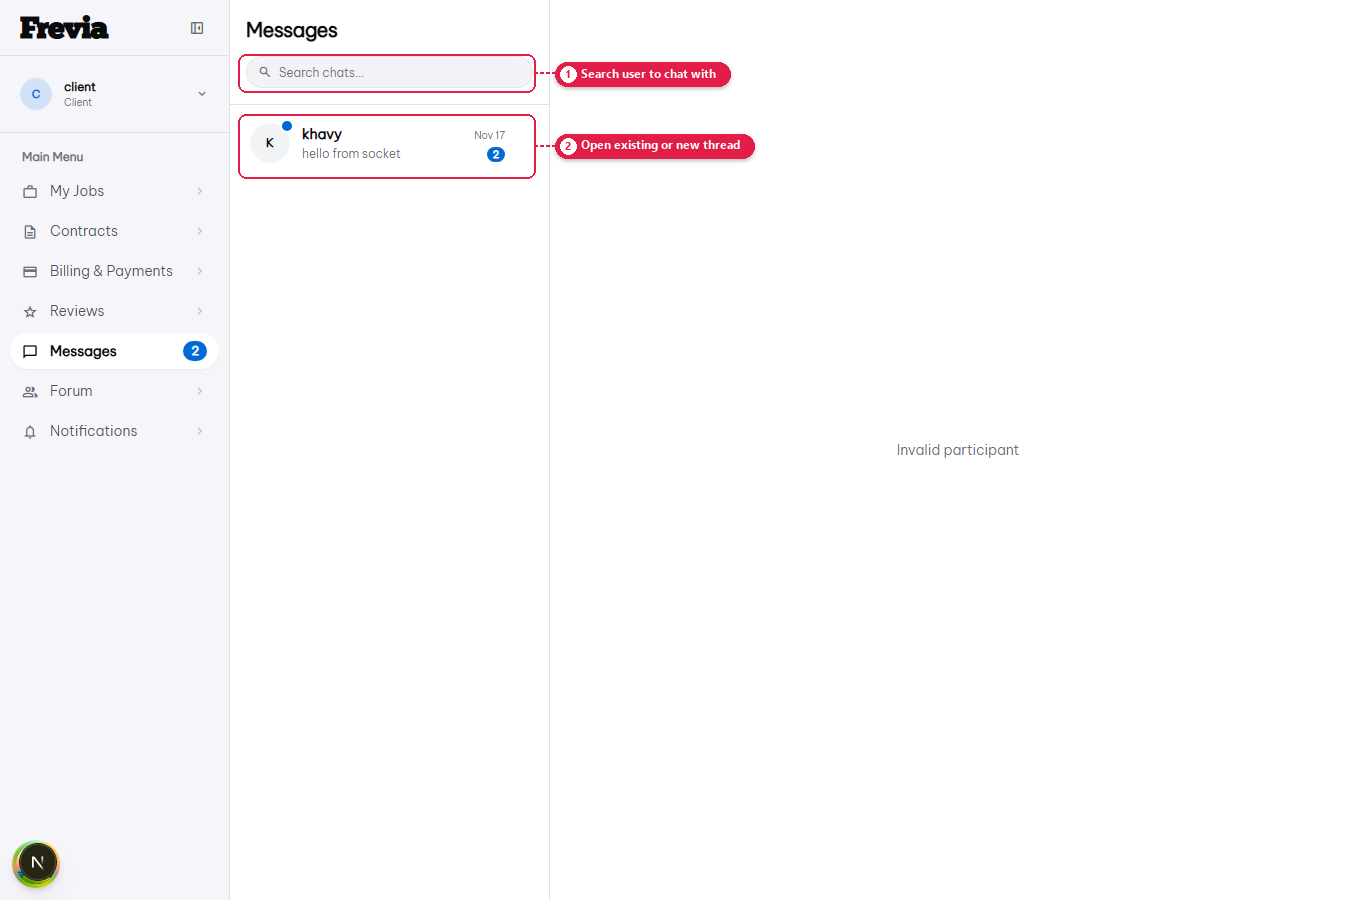 Frevia
C
client
Client
Main Menu
My Jobs
Contracts
Billing & Payments
Reviews
Messages
2
Forum
Notifications
N
Messages
Search chats...
K
khavy
Nov 17
hello from socket
2
1 Search user to chat with
2 Open existing or new thread
Invalid participant